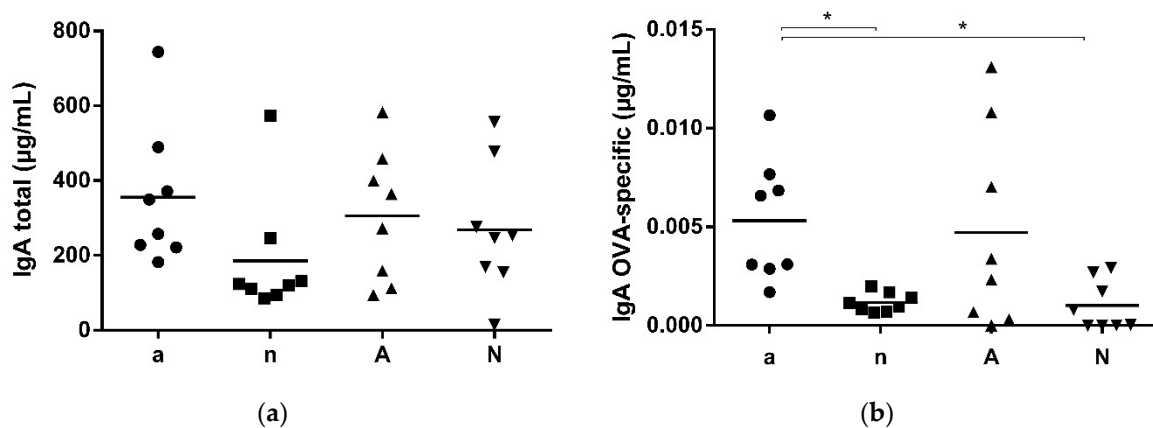 IgA total (µg/mL)
800
600
400
200
0
a n A N
(a)
IgA OVA-specific (µg/mL)
0.015
0.010
0.005
0.000
* *
a n A N
(b)